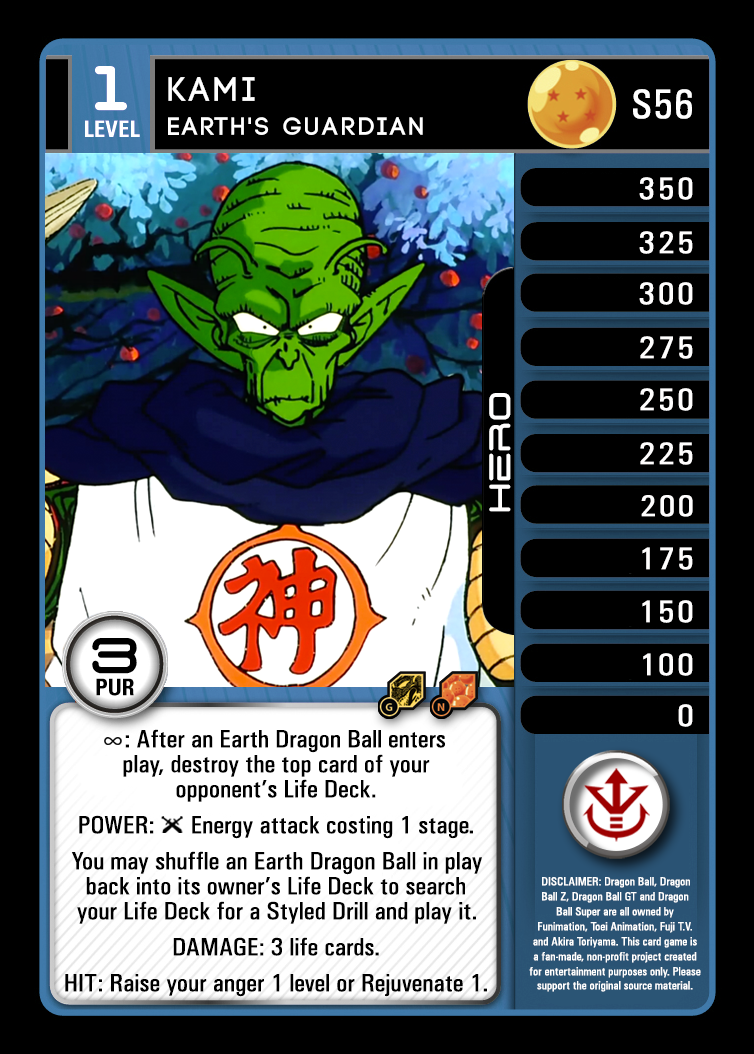 1
LEVEL
KAMI
EARTH'S GUARDIAN
S56
350
325
300
275
250
225
200
175
150
100
0
HERO
神
3
PUR
G
N
∞: After an Earth Dragon Ball enters
play, destroy the top card of your
opponent's Life Deck.
POWER: Energy attack costing 1 stage.
You may shuffle an Earth Dragon Ball in play
back into its owner's Life Deck to search
your Life Deck for a Styled Drill and play it.
DAMAGE: 3 life cards.
HIT: Raise your anger 1 level or Rejuvenate 1.
DISCLAIMER: Dragon Ball, Dragon
Ball Z, Dragon Ball GT and Dragon
Ball Super are all owned by
Funimation, Toei Animation, Fuji T.V.
and Akira Toriyama. This card game is
a fan-made, non-profit project created
for entertainment purposes only. Please
support the original source material.